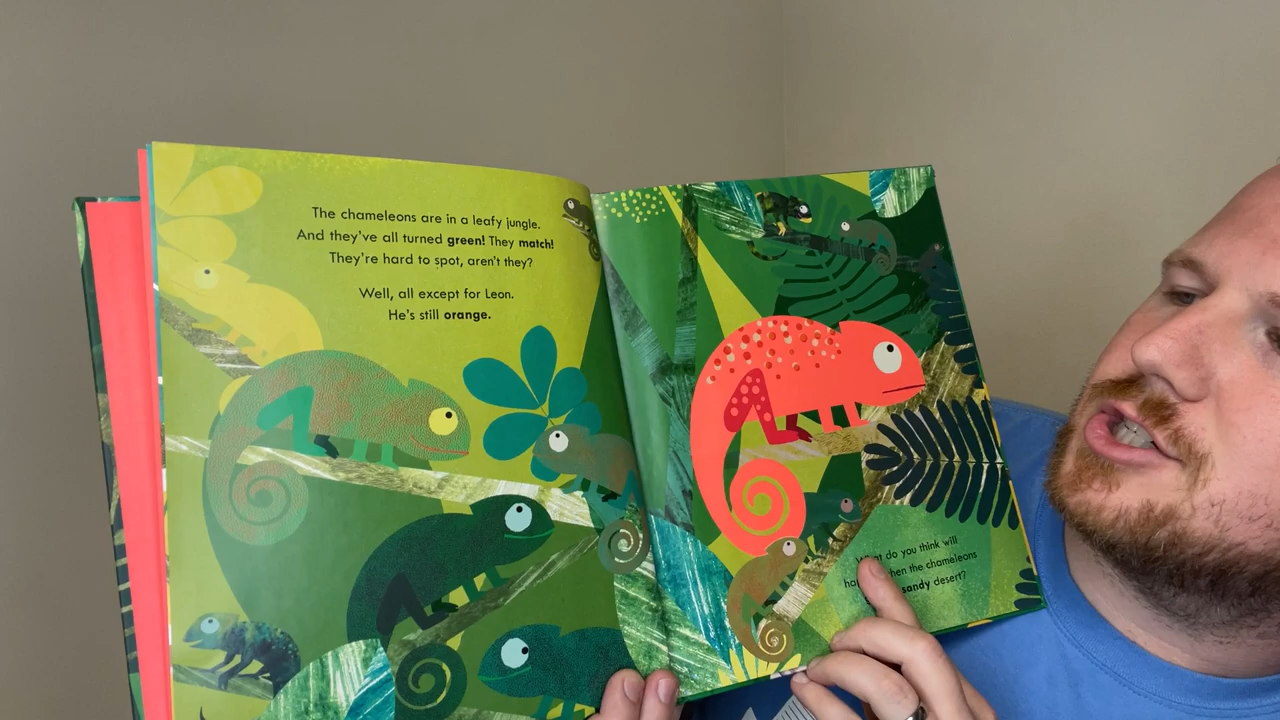 The chameleons are in a leafy jungle.
And they've all turned green! They match!
They're hard to spot, aren't they?
Well, all except for Leon.
He's still orange.
do you think will
when the chameleons
sandy desert?